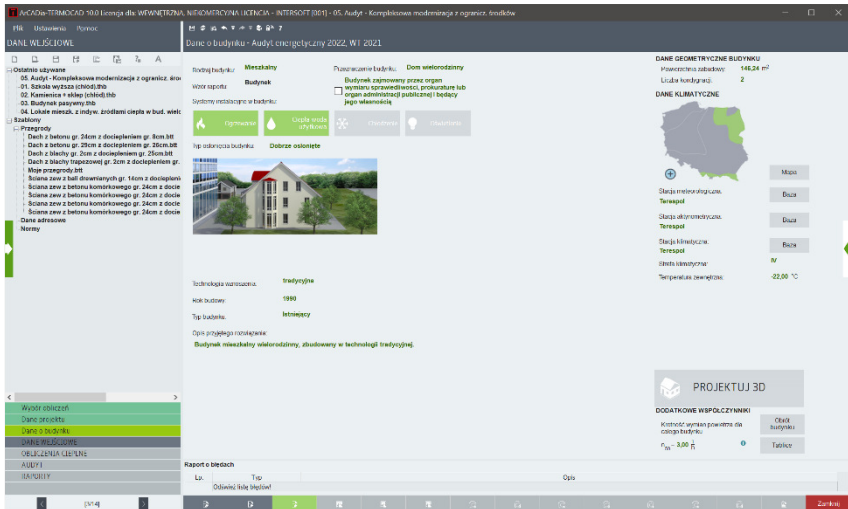 ArCADia-TERMOCAD 10.0 Licencja dla: WEWNĘTRZNA, NIEKOMERCYJNA LICENCJA - INTERSOFT [001] - 05. Audyt - Kompleksowa modernizacja z ogranicz. środków
Plik Ustawienia Pomoc
DANE WEJŚCIOWE
Dane o budynku - Audyt energetyczny 2022, WT 2021
Ostatnio używane
05. Audyt - Kompleksowa modernizacja z ogranicz. śro
01. Szkoła wyższa (chłód).thb
02. Kamienica + sklep (chłód).thb
03. Budynek pasywny.thb
04. Lokale mieszk. z indyw. źródłami ciepła w bud. wielo
Szablony
Przegrody
Dach z betonu gr. 24cm z dociepleniem gr. 8cm.btt
Dach z betonu gr. 29cm z dociepleniem gr. 28cm.btt
Dach z blachy gr. 2cm z dociepleniem gr. 25cm.btt
Dach z blachy trapezowej gr. 2cm z dociepleniem gr.
Moje przegrody.btt
Ściana zew z bali drewnianych gr. 14cm z dociepleni
Ściana zew z betonu komórkowego gr. 24cm z docie
Ściana zew z betonu komórkowego gr. 24cm z docie
Ściana zew z betonu komórkowego gr. 24cm z docie
Ściana zew z betonu komórkowego gr. 24cm z docie
Dane adresowe
Normy
Wybór obliczeń
Dane projektu
Dane o budynku
DANE WEJŚCIOWE
OBLICZENIA CIEPLNE
AUDYT
RAPORTY
[3/14]
Rodzaj budynku: Mieszkalny
Przeznaczenie budynku: Dom wielorodzinny
Wzór raportu: Budynek
Budynek zajmowany przez organ
wymiaru sprawiedliwości, prokuraturę lub
organ administracji publicznej i będący
jego własnością
Systemy instalacyjne w budynku:
Ogrzewanie
Ciepła woda
użytkowa
Chłodzenie
Oświetlenie
Typ osłonięcia budynku: Dobrze osłonięte
Technologia wznoszenia: tradycyjna
Rok budowy: 1990
Typ budynku: Istniejący
Opis przyjętego rozwiązania:
Budynek mieszkalny wielorodzinny, zbudowany w technologii tradycyjnej.
DANE GEOMETRYCZNE BUDYNKU
Powierzchnia zabudowy: 146,24 m²
Liczba kondygnacji: 2
DANE KLIMATYCZNE
Mapa
Stacja meteorologiczna:
Terespol
Baza
Stacja aktynometryczna:
Terespol
Baza
Stacja klimatyczna:
Terespol
Baza
Strefa klimatyczna: IV
Temperatura zewnętrzna: -22,00 °C
PROJEKTUJ 3D
DODATKOWE WSPÓŁCZYNNIKI
Krotność wymian powietrza dla
całego budynku
Obrót
budynku
n50 = 3,00 1/h
Tablice
Raport o błędach
Lp. Typ Opis
Odśwież listę błędów!
Zamknij